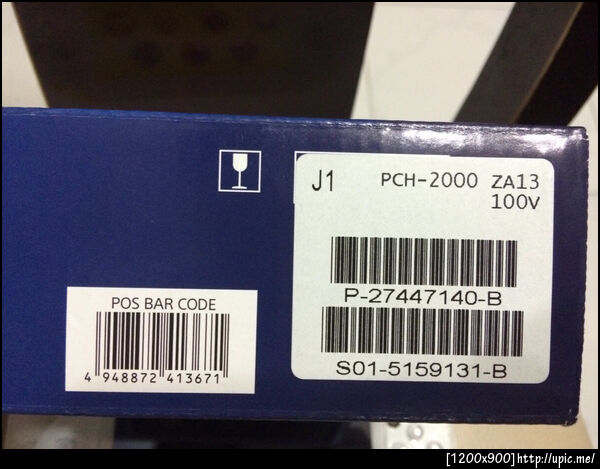 J1 PCH-2000 ZA13
100V
P-27447140-B
S01-5159131-B
POS BAR CODE
4 948872 413671
[1200x900]http://upic.me/